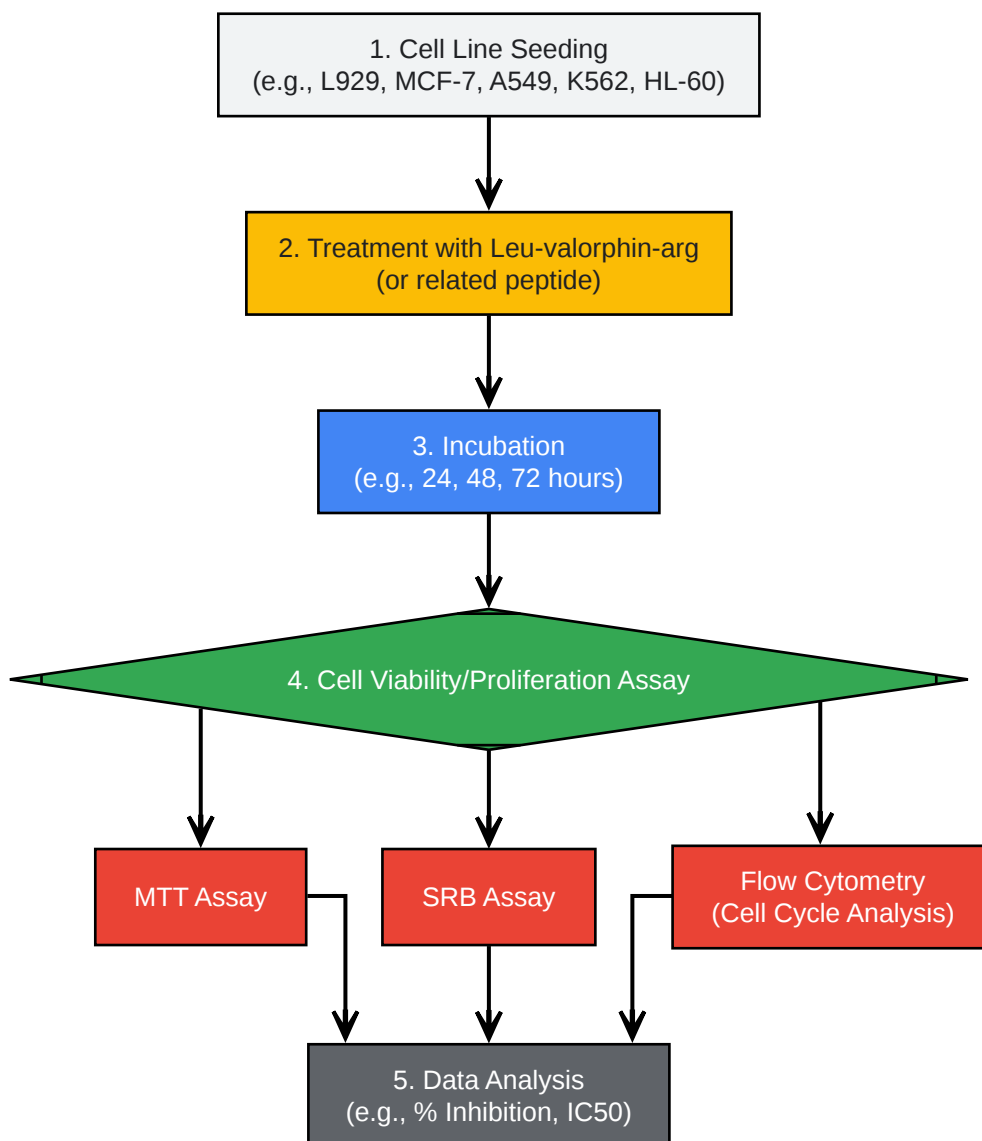 1. Cell Line Seeding
(e.g., L929, MCF-7, A549, K562, HL-60)
2. Treatment with Leu-valorphin-arg
(or related peptide)
3. Incubation
(e.g., 24, 48, 72 hours)
4. Cell Viability/Proliferation Assay
MTT Assay
SRB Assay
Flow Cytometry
(Cell Cycle Analysis)
5. Data Analysis
(e.g., % Inhibition, IC50)